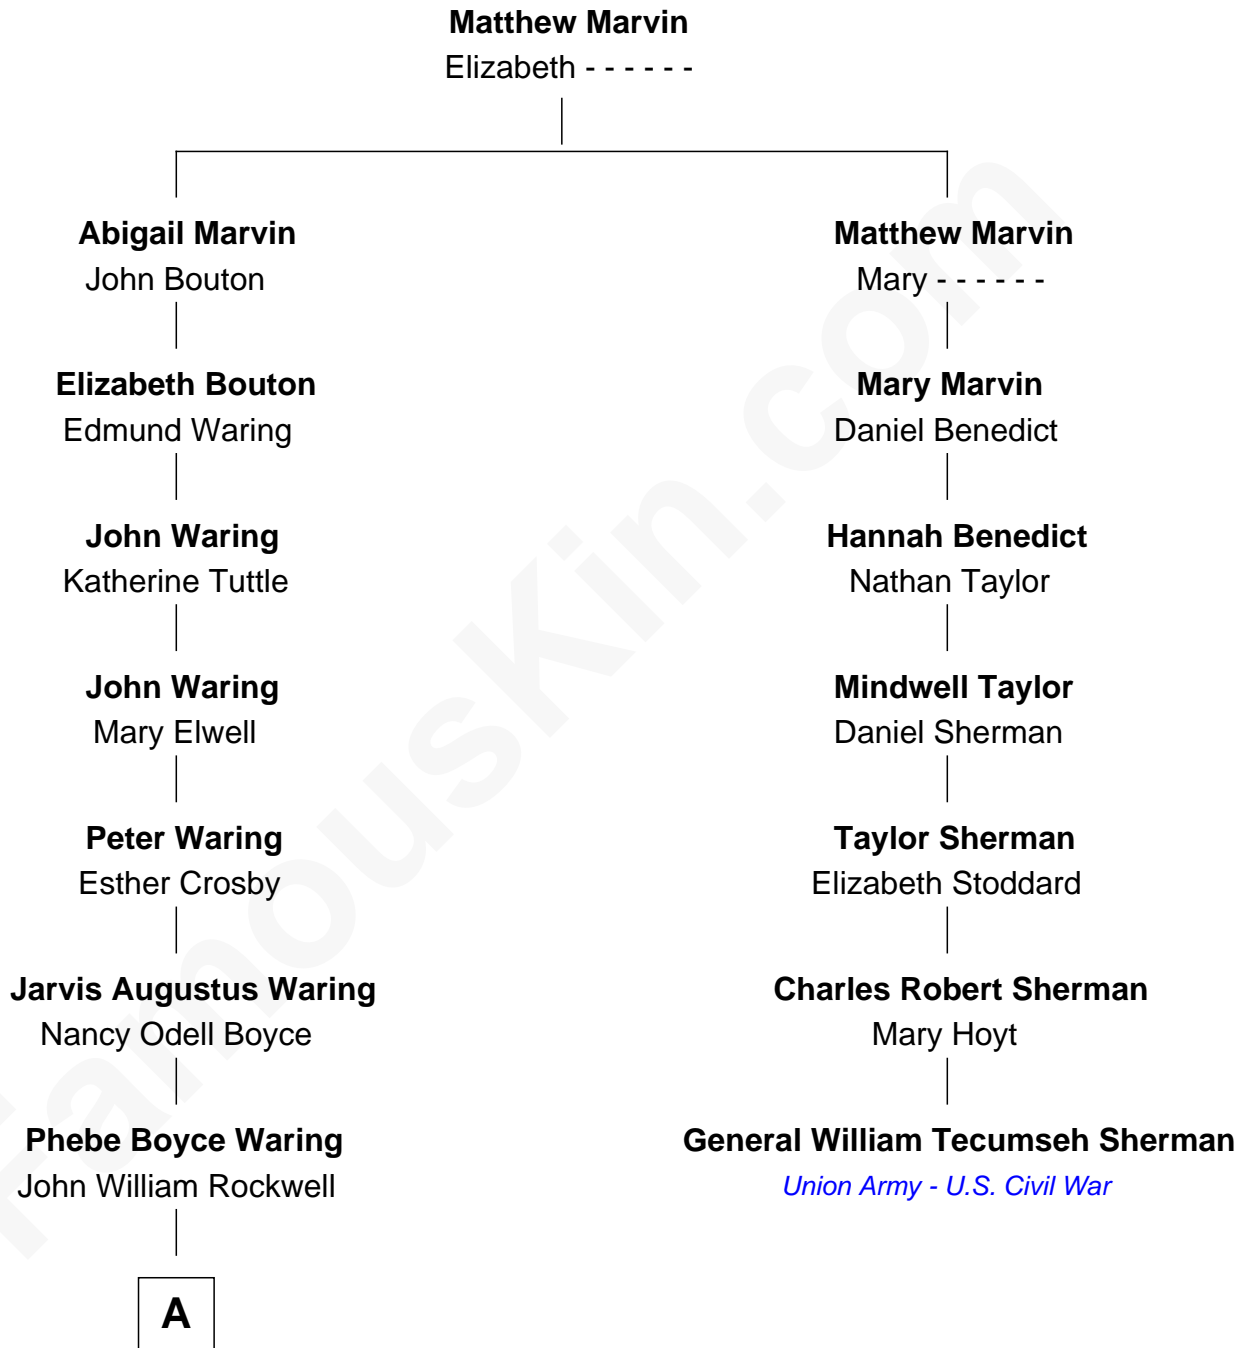 Matthew Marvin
Elizabeth - - - - - -
Abigail Marvin
John Bouton
Matthew Marvin
Mary - - - - - -
Elizabeth Bouton
Edmund Waring
Mary Marvin
Daniel Benedict
John Waring
Katherine Tuttle
Hannah Benedict
Nathan Taylor
John Waring
Mary Elwell
Mindwell Taylor
Daniel Sherman
Peter Waring
Esther Crosby
Taylor Sherman
Elizabeth Stoddard
Jarvis Augustus Waring
Nancy Odell Boyce
Charles Robert Sherman
Mary Hoyt
Phebe Boyce Waring
John William Rockwell
General William Tecumseh Sherman
Union Army - U.S. Civil War
A
FamousKin.com